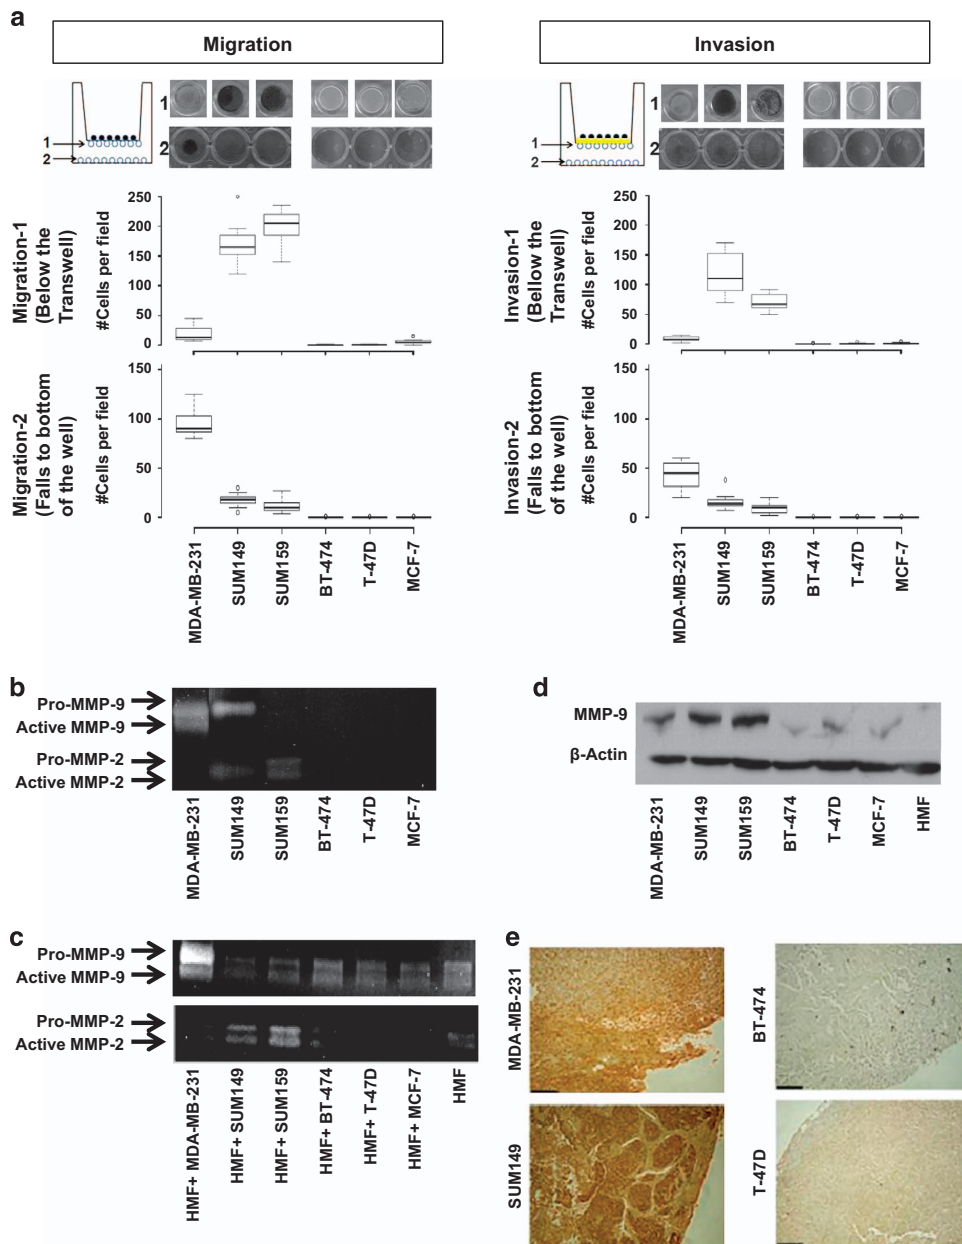 a
Migration
Invasion
1
2
1
2
1
2
1
2
Migration-1
(Below the
Transwell)
#Cells per field
250
200
150
100
50
0
Invasion-1
(Bellow the
Transwell)
#Cells per field
250
200
150
100
50
0
Migration-2
(Falls to bottom
of the well)
#Cells per field
150
100
50
0
Invasion-2
(Falls to bottom
of the well)
#Cells per field
150
100
50
0
MDA-MB-231
SUM149
SUM159
BT-474
T-47D
MCF-7
MDA-MB-231
SUM149
SUM159
BT-474
T-47D
MCF-7
b
Pro-MMP-9
Active MMP-9
Pro-MMP-2
Active MMP-2
MDA-MB-231
SUM149
SUM159
BT-474
T-47D
MCF-7
d
MMP-9
β-Actin
MDA-MB-231
SUM149
SUM159
BT-474
T-47D
MCF-7
HMF
c
Pro-MMP-9
Active MMP-9
Pro-MMP-2
Active MMP-2
HMF+ MDA-MB-231
HMF+ SUM149
HMF+ SUM159
HMF+ BT-474
HMF+ T-47D
HMF+ MCF-7
HMF
e
MDA-MB-231
BT-474
SUM149
T-47D